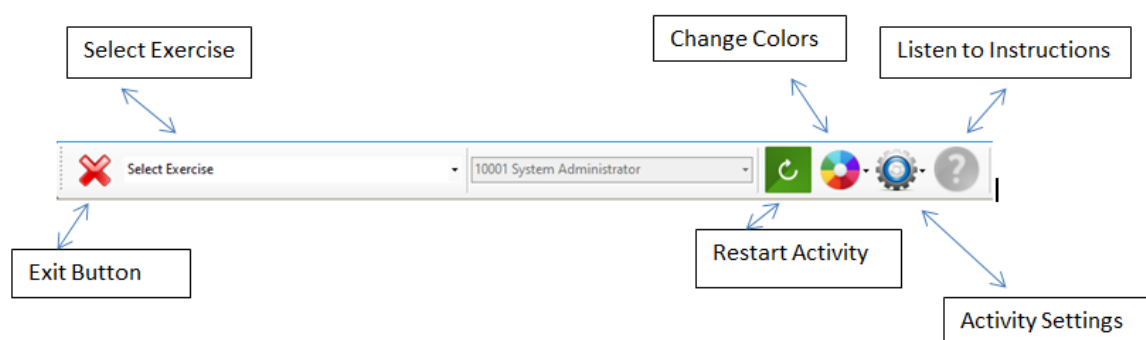 Select Exercise
Change Colors
Listen to Instructions
Select Exercise
10001 System Administrator
?
Exit Button
Restart Activity
Activity Settings